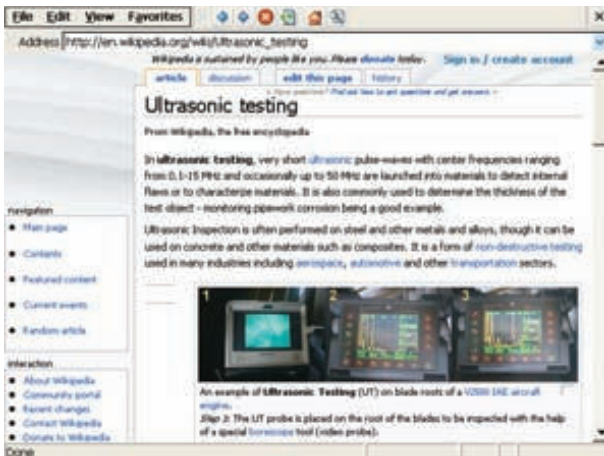 File Edit View Favorites
Address http://en.wikipedia.org/wiki/Ultrasonic_testing
Wikipedia is sustained by people like you. Please donate today.
Sign in / create account
article discussion edit this page history
Ultrasonic testing
From Wikipedia, the free encyclopedia
In ultrasonic testing, very short ultrasonic pulse-waves with center frequencies ranging
from 0.1-15 MHz and occasionally up to 50 MHz are launched into materials to detect internal
flaws or to characterize materials. It is also commonly used to determine the thickness of the
test object - monitoring pipework corrosion being a good example.
Ultrasonic Inspection is often performed on steel and other metals and alloys, though it can be
used on concrete and other materials such as composites. It is a form of non-destructive testing
used in many industries including aerospace, automotive and other transportation sectors.
navigation
Main page
Contents
Featured content
Current events
Random article
interaction
About Wikipedia
Community portal
Recent changes
Contact Wikipedia
Donate to Wikipedia
1 2 3
An example of Ultrasonic Testing (UT) on blade roots of a V2500 IAE aircraft
engine.
Step 1: The UT probe is placed on the root of the blades to be inspected with the help
of a special borescope tool (video probe).
Done